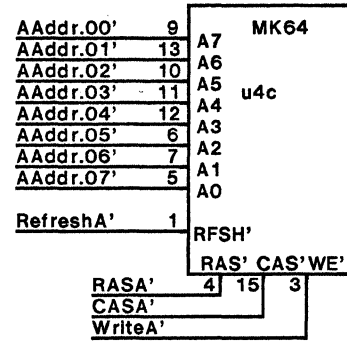 AAddr.00' 9 A7 MK64
AAddr.01' 13 A6
AAddr.02' 10 A5 u4c
AAddr.03' 11 A4
AAddr.04' 12 A3
AAddr.05' 6 A2
AAddr.06' 7 A1
AAddr.07' 5 A0
RefreshA' 1 RFSH'
RAS' CAS' WE'
RASA' 4 15 3
CASA'
WriteA'